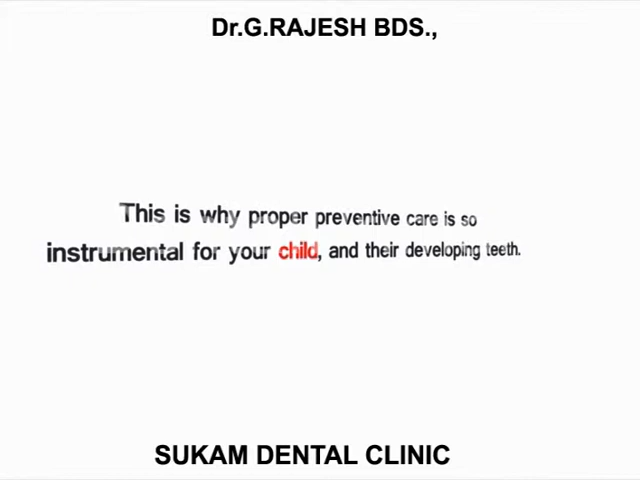 Dr.G.RAJESH BDS.,
This is why proper preventive care is so
instrumental for your child, and their developing teeth.
SUKAM DENTAL CLINIC